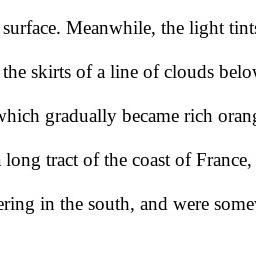 surface. Meanwhile, the light tints
the skirts of a line of clouds below
which gradually became rich orang
long tract of the coast of France,
ering in the south, and were some